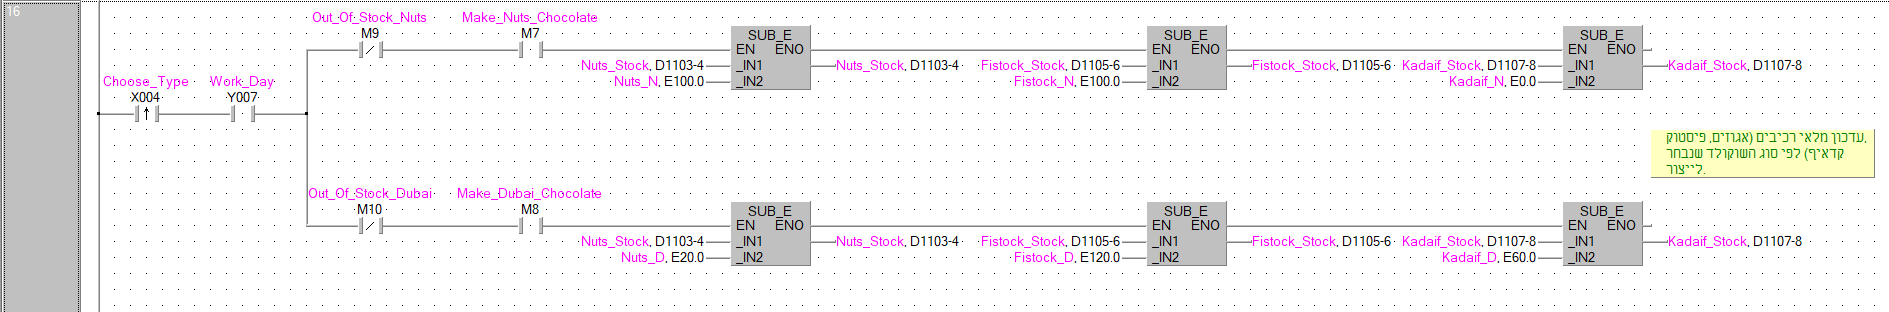 16
Out_Of_Stock_Nuts Make_Nuts_Chocolate
M9 M7
SUB_E SUB_E SUB_E
EN ENO EN ENO EN ENO
Nuts_Stock, D1103-4 _IN1 Nuts_Stock, D1103-4 Fistock_Stock, D1105-6 _IN1 Fistock_Stock, D1105-6 Kadaif_Stock, D1107-8 _IN1 Kadaif_Stock, D1107-8
Nuts_N, E100.0 _IN2 Fistock_N, E100.0 _IN2 Kadaif_N, E0.0 _IN2
Choose_Type Work_Day
X004 Y007
עדכון מלאי רכיבים (אגוזים, פיסטוק,
קדאיף) לפי סוג השוקולד שנבחר
לייצור.
Out_Of_Stock_Dubai Make_Dubai_Chocolate
M10 M8
SUB_E SUB_E SUB_E
EN ENO EN ENO EN ENO
Nuts_Stock, D1103-4 _IN1 Nuts_Stock, D1103-4 Fistock_Stock, D1105-6 _IN1 Fistock_Stock, D1105-6 Kadaif_Stock, D1107-8 _IN1 Kadaif_Stock, D1107-8
Nuts_D, E20.0 _IN2 Fistock_D, E120.0 _IN2 Kadaif_D, E60.0 _IN2